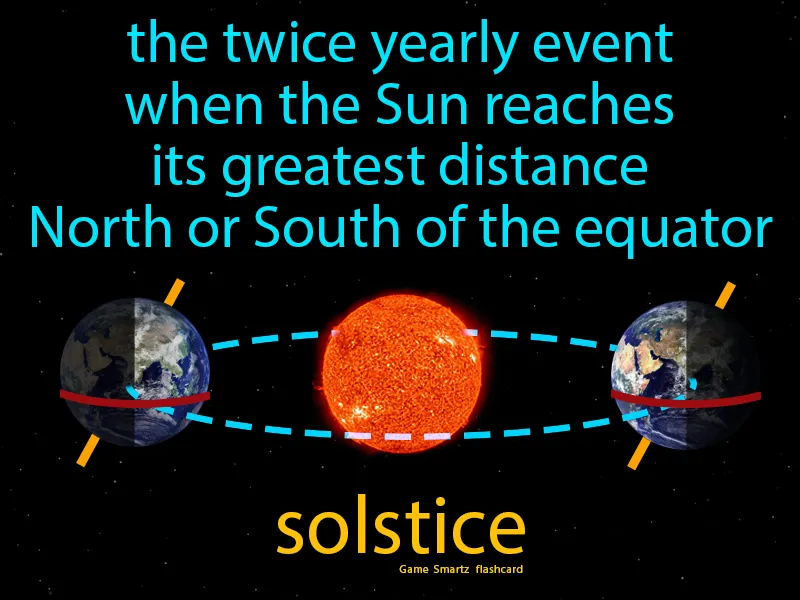 the twice yearly event
when the Sun reaches
its greatest distance
North or South of the equator
solstice
Game Smartz flashcard